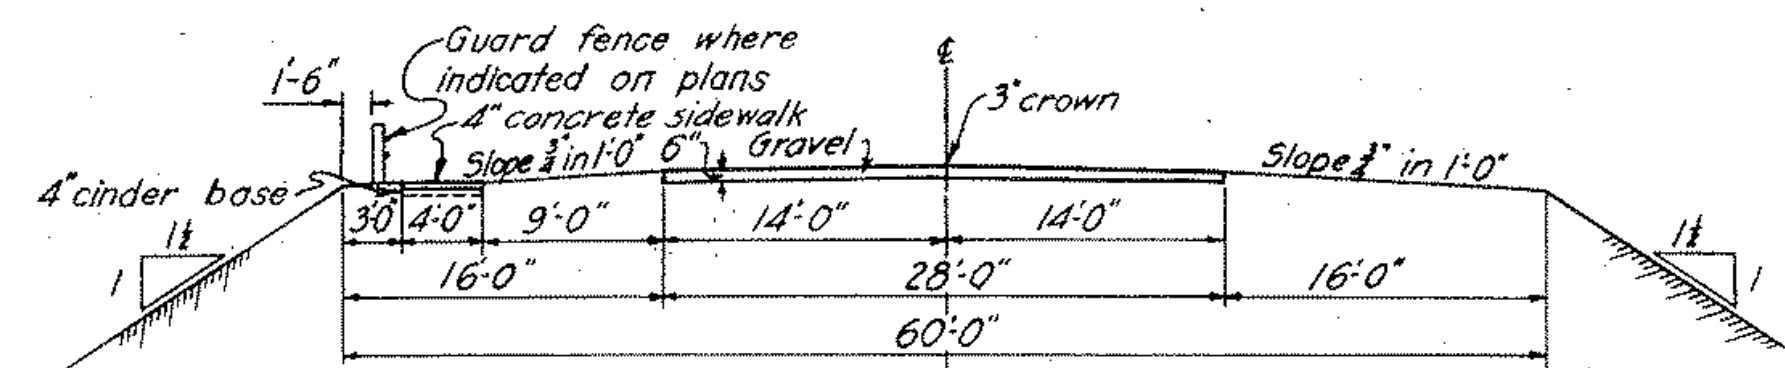 Guard fence where
indicated on plans
1'-6"
4" concrete sidewalk
℄
3" crown
Slope 3/4" in 1'-0"
6"
Gravel
Slope 3/4" in 1'-0"
4" cinder base
3'-0"
4'-0"
9'-0"
14'-0"
14'-0"
1½
1
16'-0"
28'-0"
16'-0"
1½
1
60'-0"